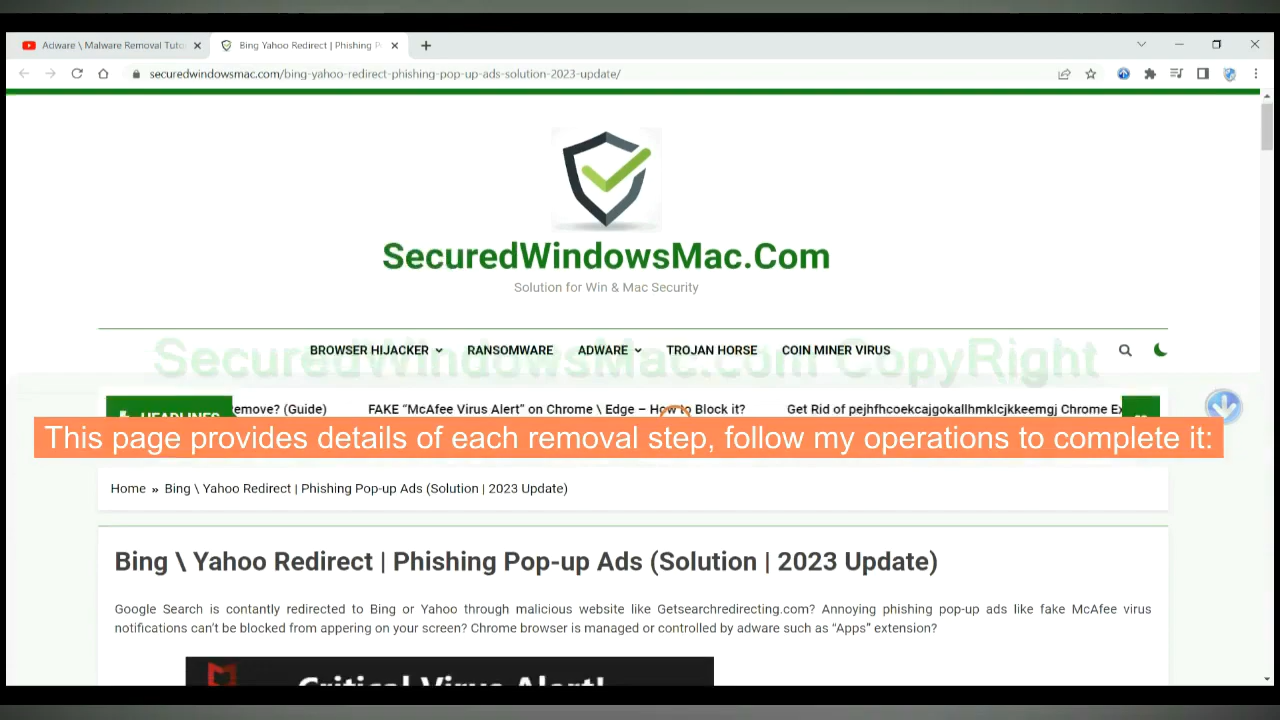 Adware \ Malware Removal Tuto
Bing Yahoo Redirect | Phishing P
securedwindowsmac.com/bing-yahoo-redirect-phishing-pop-up-ads-solution-2023-update/
SecuredWindowsMac.Com
Solution for Win & Mac Security
BROWSER HIJACKER RANSOMWARE ADWARE TROJAN HORSE COIN MINER VIRUS
SecuredWindowsMac.com CopyRight
HEADLINES emove? (Guide) FAKE “McAfee Virus Alert” on Chrome \ Edge – How to Block it? Get Rid of pejhfhcoekcajgokallhmklcjkkeemgj Chrome Ex
This page provides details of each removal step, follow my operations to complete it:
Home » Bing \ Yahoo Redirect | Phishing Pop-up Ads (Solution | 2023 Update)
Bing \ Yahoo Redirect | Phishing Pop-up Ads (Solution | 2023 Update)
Google Search is contantly redirected to Bing or Yahoo through malicious website like Getsearchredirecting.com? Annoying phishing pop-up ads like fake McAfee virus
notifications can’t be blocked from appering on your screen? Chrome browser is managed or controlled by adware such as “Apps” extension?
Critical Virus Alert!